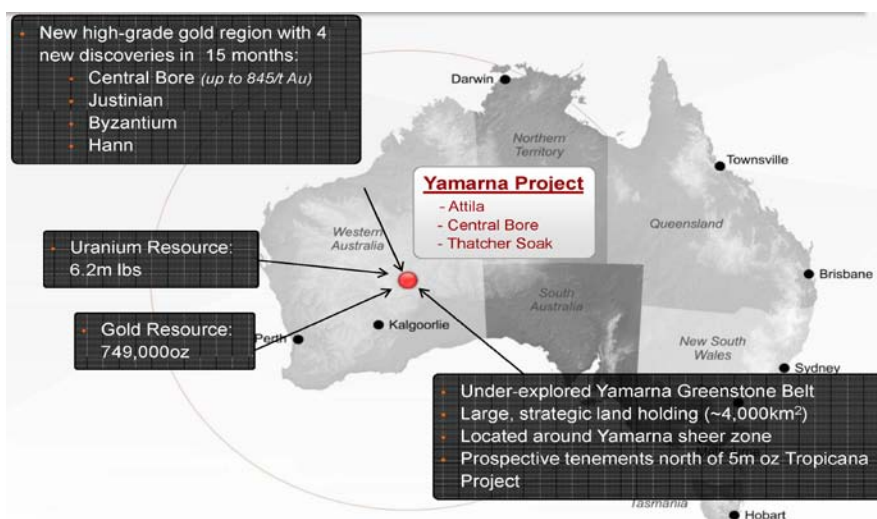 New high-grade gold region with 4
new discoveries in 15 months:
Central Bore (up to 845/t Au)
Justinian
Byzantium
Hann
Darwin
Northern
Territory
Townsville
Yamarna Project
- Attila
- Central Bore
- Thatcher Soak
Western
Australia
Queensland
Uranium Resource:
6.2m lbs
Brisbane
South
Australia
Gold Resource:
749,000oz
Perth
Kalgoorlie
New South
Wales
Sydney
Under-explored Yamarna Greenstone Belt
Large, strategic land holding (~4,000km²)
Located around Yamarna sheer zone
Prospective tenements north of 5m oz Tropicana
Project
Tasmania
Hobart